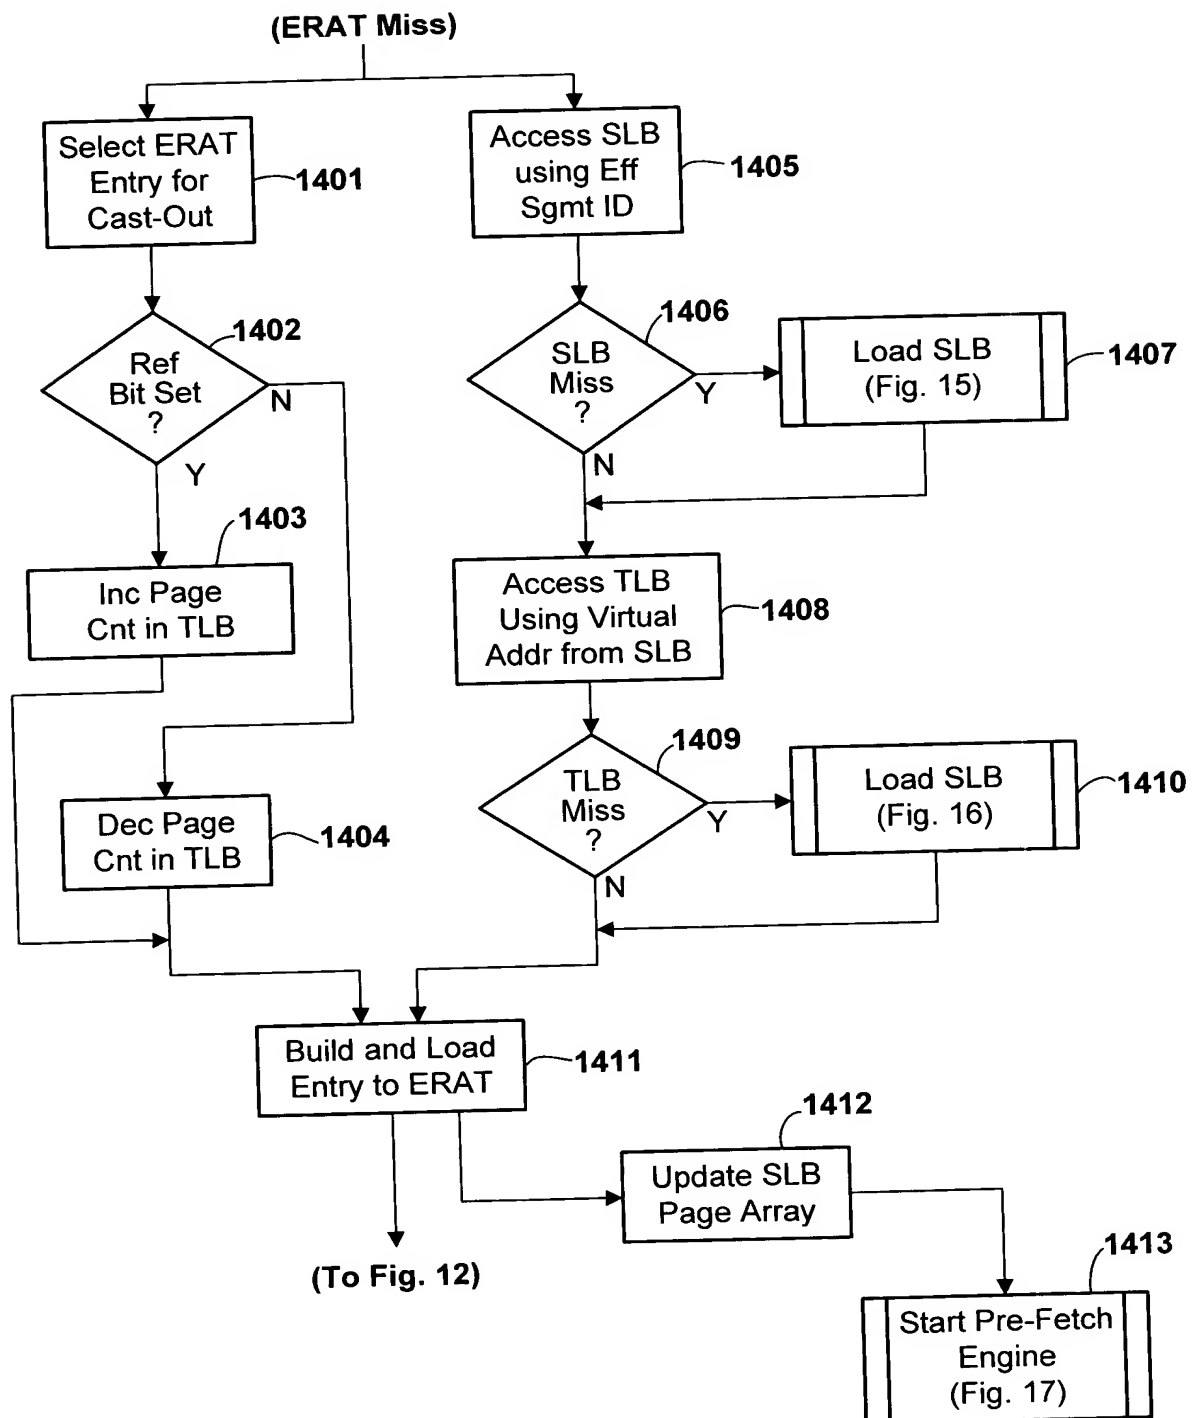 (ERAT Miss)
Select ERAT
Entry for
Cast-Out
1401
Access SLB
using Eff
Sgmt ID
1405
Ref
Bit Set
?
1402
N
Y
SLB
Miss
?
1406
Y
N
Load SLB
(Fig. 15)
1407
Inc Page
Cnt in TLB
1403
Access TLB
Using Virtual
Addr from SLB
1408
Dec Page
Cnt in TLB
1404
TLB
Miss
?
1409
Y
N
Load SLB
(Fig. 16)
1410
Build and Load
Entry to ERAT
1411
Update SLB
Page Array
1412
(To Fig. 12)
Start Pre-Fetch
Engine
(Fig. 17)
1413